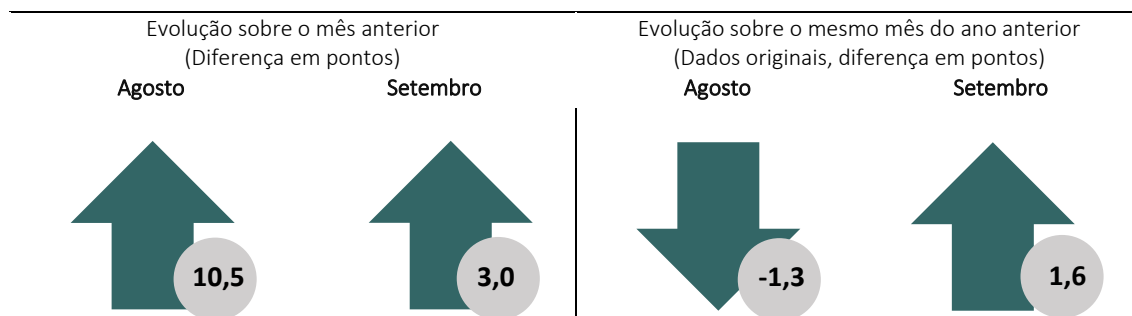 Evolução sobre o mês anterior
(Diferença em pontos)
Agosto
Setembro
10,5
3,0
Evolução sobre o mesmo mês do ano anterior
(Dados originais, diferença em pontos)
Agosto
Setembro
-1,3
1,6